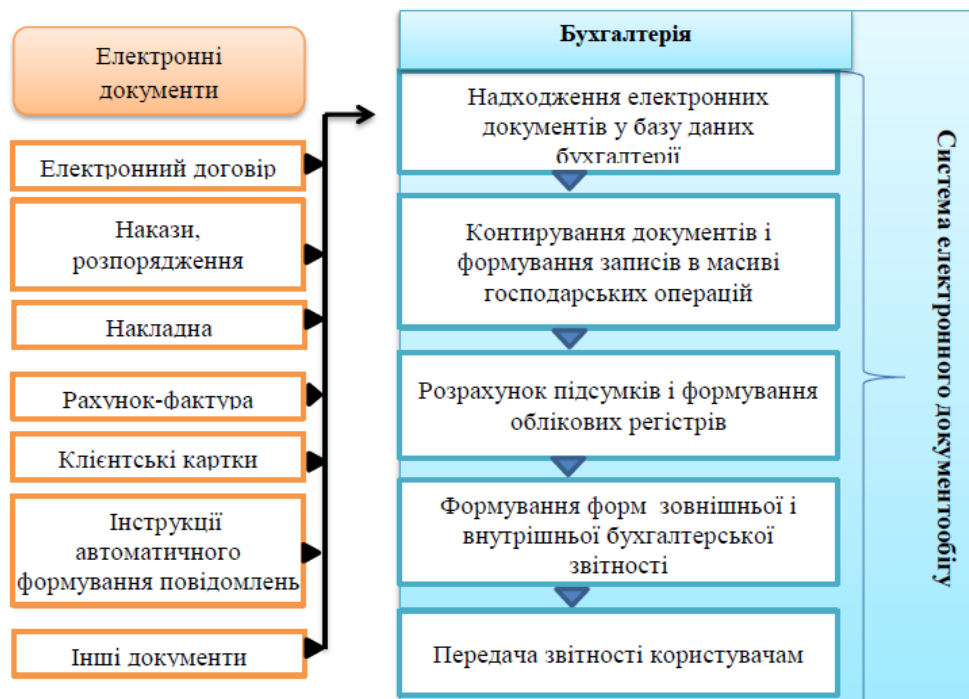 Електронні
документи
Електронний договір
Накази,
розпорядження
Накладна
Рахунок-фактура
Клієнтські картки
Інструкції
автоматичного
формування повідомлень
Інші документи
Бухгалтерія
Надходження електронних
документів у базу даних
бухгалтерії
Контирування документів і
формування записів в масиві
господарських операцій
Розрахунок підсумків і формування
облікових регістрів
Формування форм зовнішньої і
внутрішньої бухгалтерської
звітності
Передача звітності користувачам
Система електронного документообігу